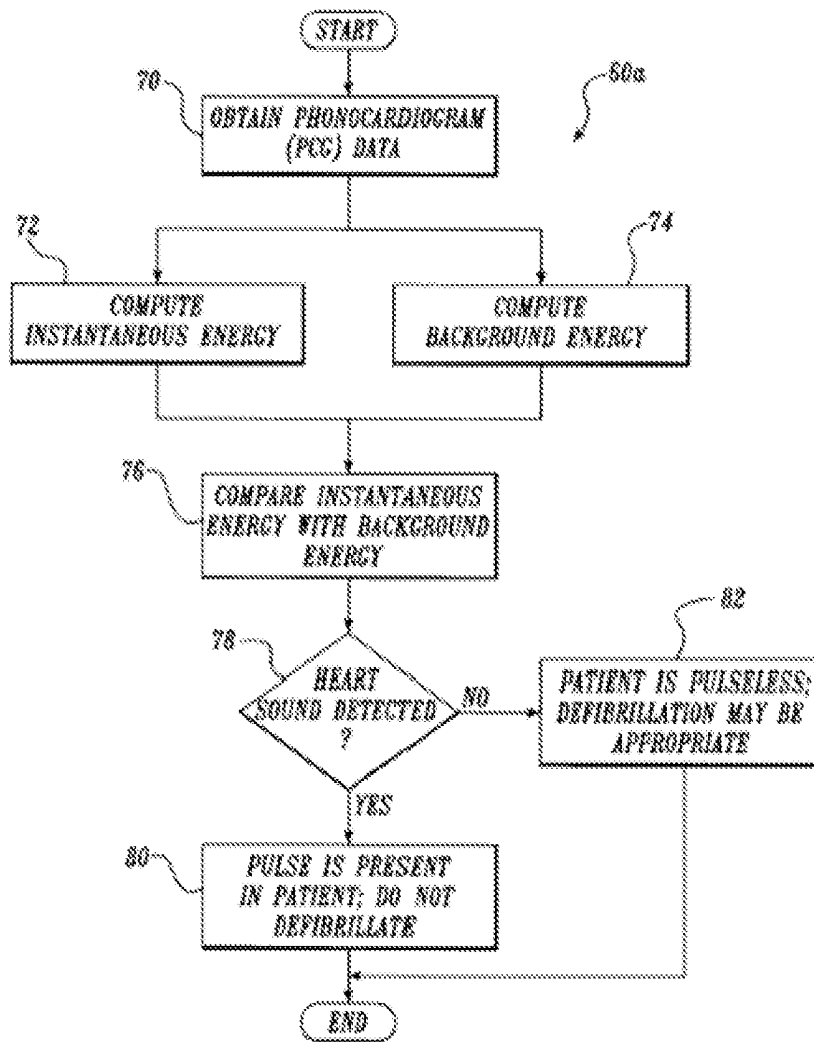 START
60a
70
OBTAIN PHONOCARDIOGRAM
(PCG) DATA
72
74
COMPUTE
INSTANTANEOUS ENERGY
COMPUTE
BACKGROUND ENERGY
76
COMPARE INSTANTANEOUS
ENERGY WITH BACKGROUND
ENERGY
78
HEART
SOUND DETECTED
?
NO
82
PATIENT IS PULSELESS;
DEFIBRILLATION MAY BE
APPROPRIATE
YES
80
PULSE IS PRESENT
IN PATIENT; DO NOT
DEFIBRILLATE
END